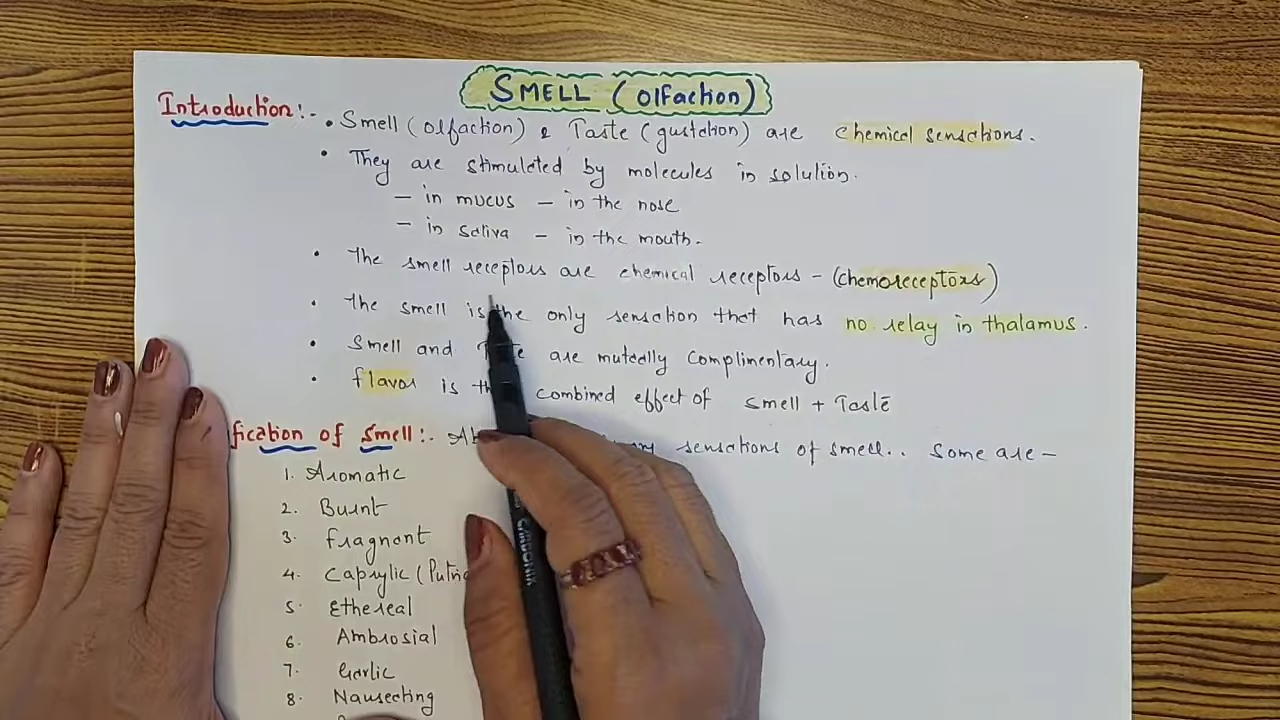 SMELL (Olfaction)
Introduction:- • Smell (Olfaction) & Taste (gustation) are chemical sensations.
• They are stimulated by molecules in solution.
– in mucus – in the nose
– in saliva – in the mouth.
• The smell receptors are chemical receptors - (chemoreceptors)
• The smell is the only sensation that has no relay in thalamus.
• Smell and are mutually Complimentary.
• flavor is combined effect of Smell + Taste
of Smell:- sensations of smell.. Some are -
1. Aromatic
2. Burnt
3. fragnant
4. Caprylic
5. Ethereal
6. Ambrosial
7. Garlic
8. Nauseating